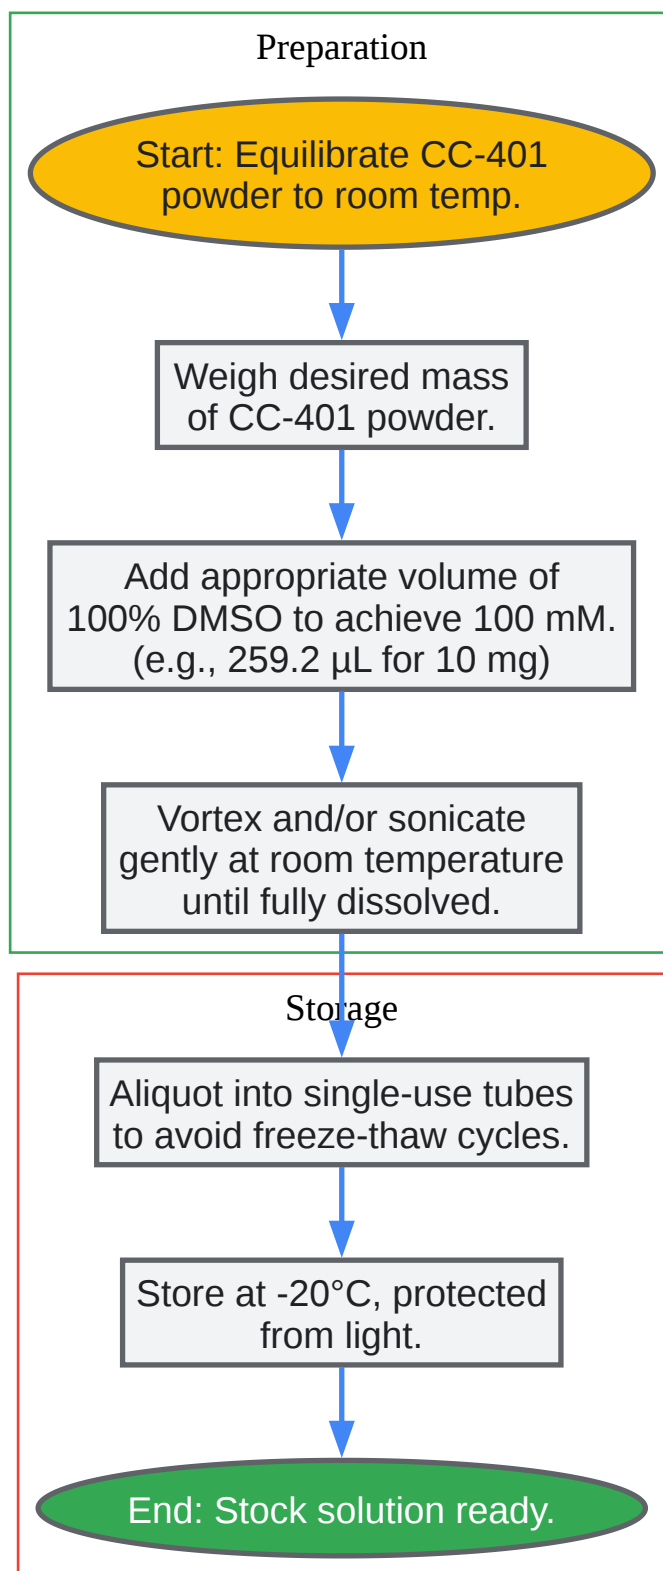 Preparation
Start: Equilibrate CC-401
powder to room temp.
Weigh desired mass
of CC-401 powder.
Add appropriate volume of
100% DMSO to achieve 100 mM.
(e.g., 259.2 µL for 10 mg)
Vortex and/or sonicate
gently at room temperature
until fully dissolved.
Storage
Aliquot into single-use tubes
to avoid freeze-thaw cycles.
Store at -20°C, protected
from light.
End: Stock solution ready.